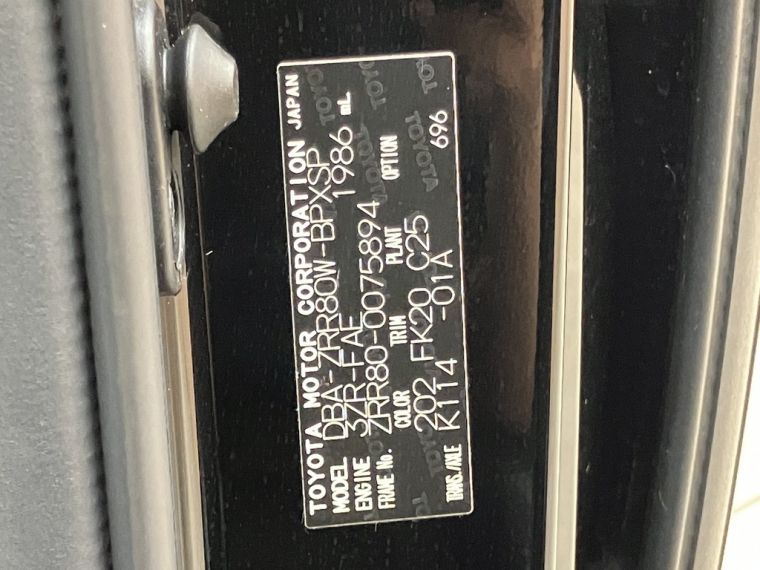 TOYOTA MOTOR CORPORATION JAPAN
MODEL DBA-ZRR80W-BPXSP
ENGINE 3ZR-FAE 1986 mL
FRAME No. ZRR80-0075894
COLOR TRIM PLANT OPTION
202 FK20 C25 696
TRANS./AXLE K114 -01A